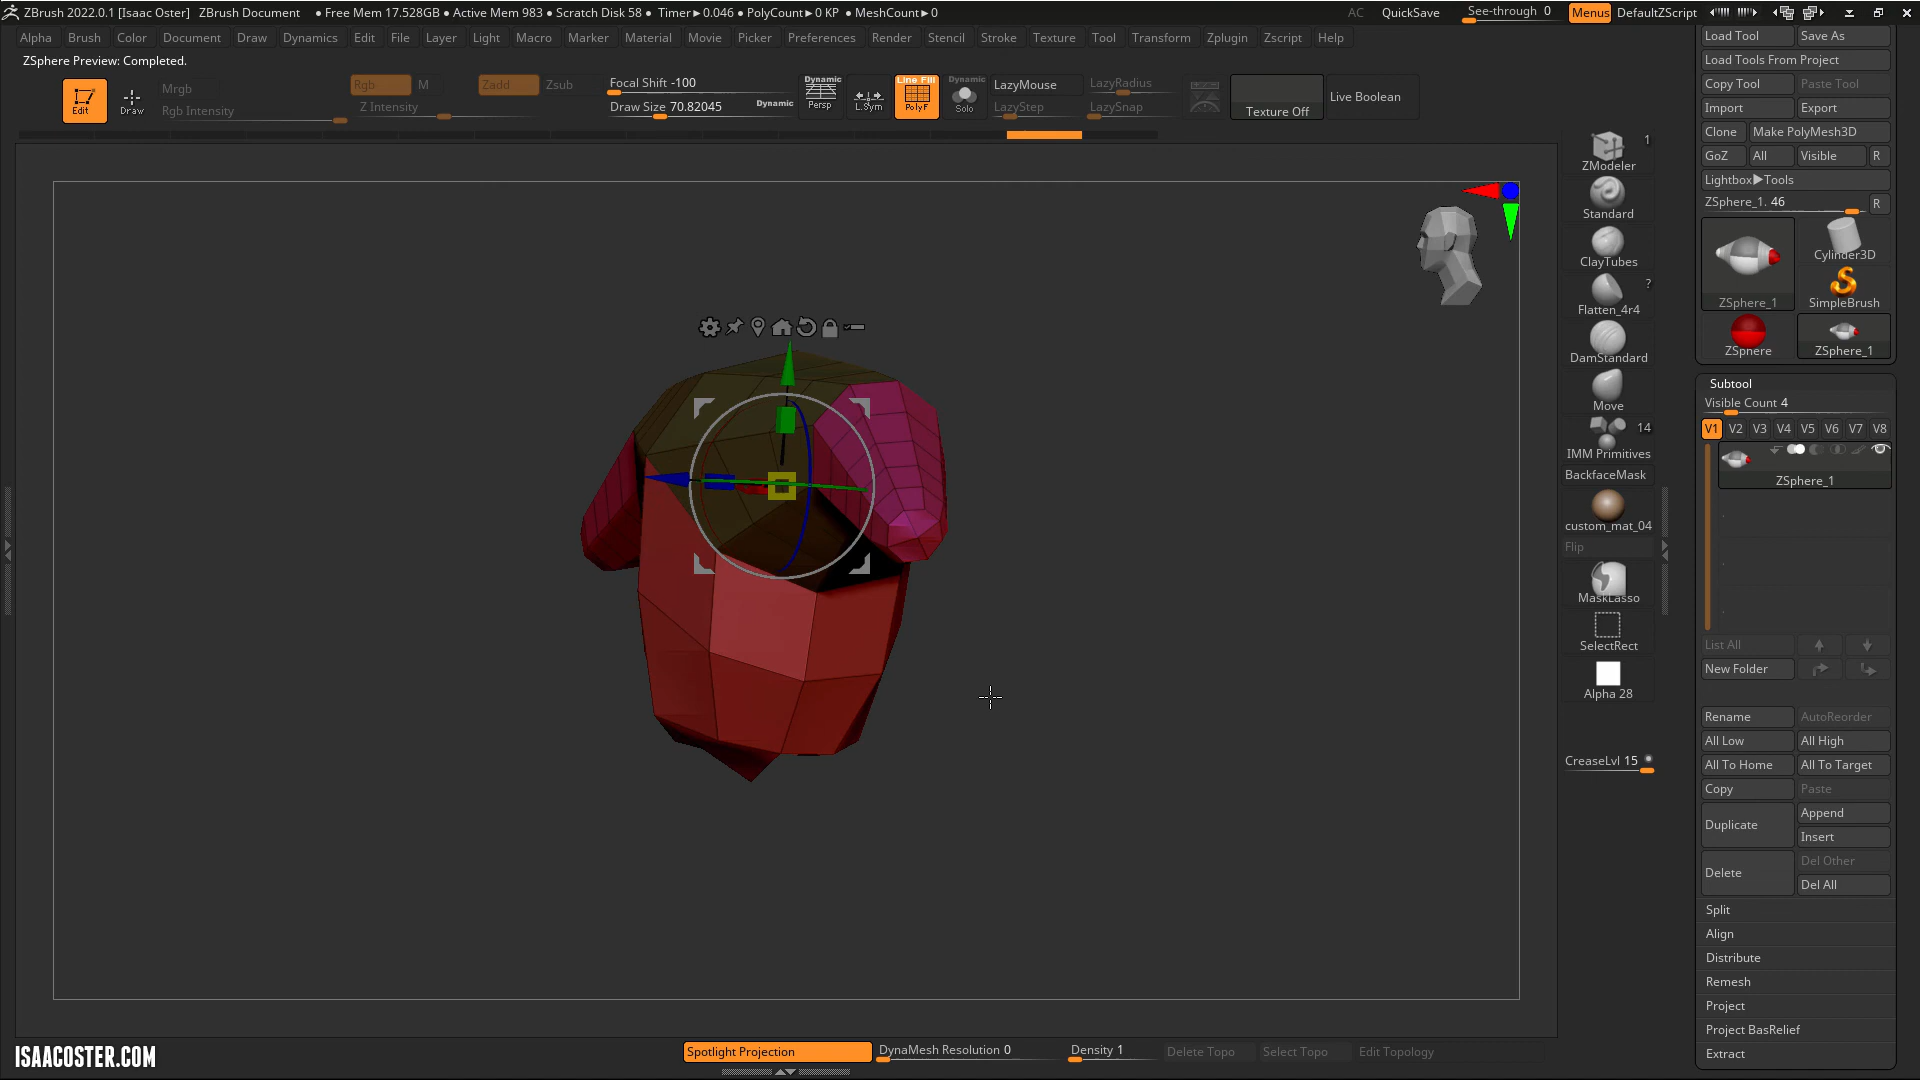 ZBrush 2022.0.1 [Isaac Oster] ZBrush Document • Free Mem 17.528GB • Active Mem 983 • Scratch Disk 58 • Timer►0.046 • PolyCount►0 KP • MeshCount►0 AC QuickSave See-through 0 Menus DefaultZScript
Alpha Brush Color Document Draw Dynamics Edit File Layer Light Macro Marker Material Movie Picker Preferences Render Stencil Stroke Texture Tool Transform Zplugin Zscript Help
ZSphere Preview: Completed.
Edit
Draw
Mrgb
Rgb Intensity
Rgb M
Zadd Zsub
Z Intensity
Focal Shift -100
Draw Size 70.82045 Dynamic
Dynamic
Persp
L.Sym
Line Fill
PolyF
Dynamic
Solo
LazyMouse
LazyStep
LazyRadius
LazySnap
Texture Off
Live Boolean
1
ZModeler
Standard
ClayTubes
?
Flatten_4r4
DamStandard
Move
14
IMM Primitives
BackfaceMask
custom_mat_04
Flip
MaskLasso
SelectRect
Alpha 28
CreaseLvl 15
Load Tool Save As
Load Tools From Project
Copy Tool Paste Tool
Import Export
Clone Make PolyMesh3D
GoZ All Visible R
Lightbox▶Tools
ZSphere_1. 46 R
ZSphere_1
Cylinder3D
SimpleBrush
ZSphere
ZSphere_1
Subtool
Visible Count 4
V1 V2 V3 V4 V5 V6 V7 V8
ZSphere_1
List All
New Folder
Rename AutoReorder
All Low All High
All To Home All To Target
Copy Paste
Duplicate Append
Insert
Delete Del Other
Del All
Split
Align
Distribute
Remesh
Project
Project BasRelief
Extract
Spotlight Projection DynaMesh Resolution 0 Density 1 Delete Topo Select Topo Edit Topology
ISAACOSTER.COM